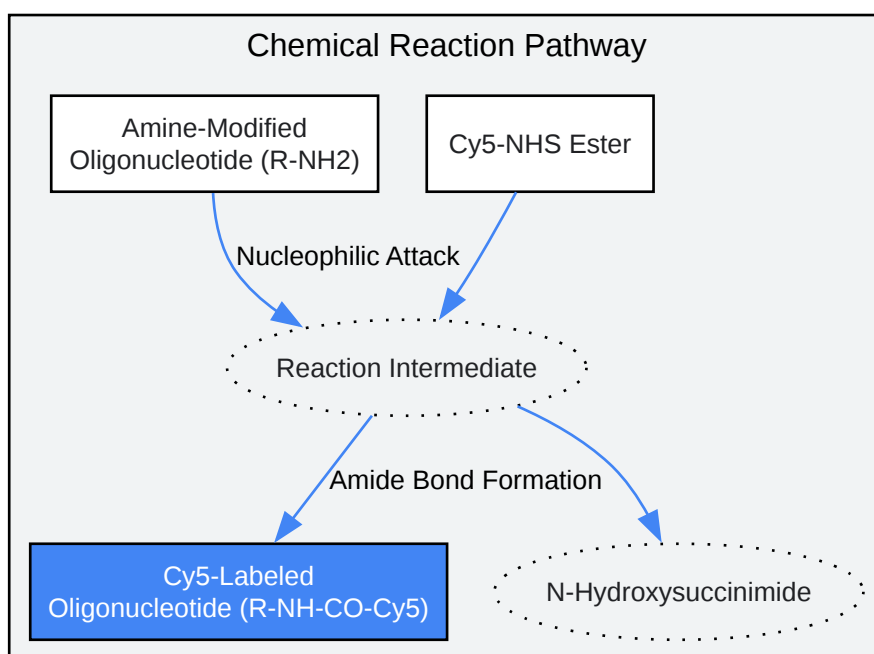 Chemical Reaction Pathway
Amine-Modified
Oligonucleotide (R-NH2)
Cy5-NHS Ester
Nucleophilic Attack
Reaction Intermediate
Amide Bond Formation
Cy5-Labeled
Oligonucleotide (R-NH-CO-Cy5)
N-Hydroxysuccinimide